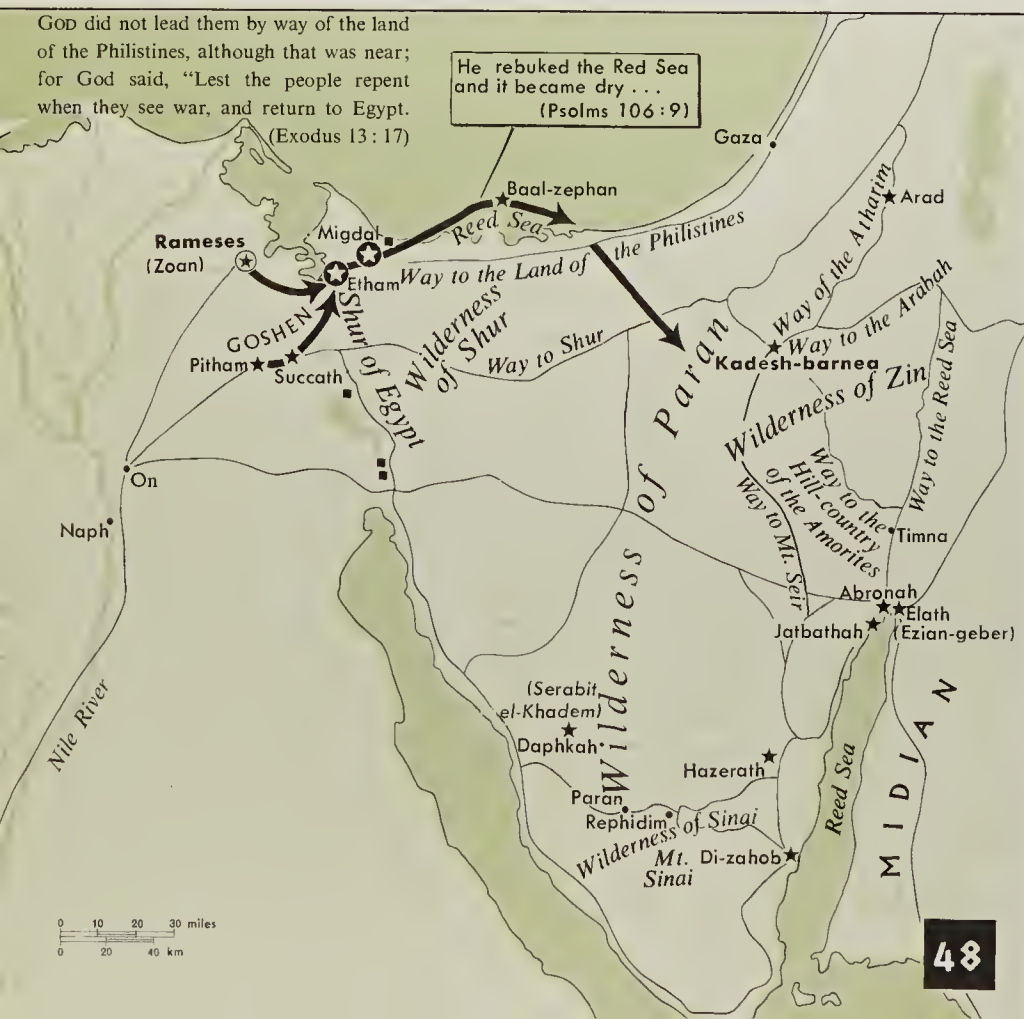 GOD did not lead them by way of the land
of the Philistines, although that was near;
for God said, “Lest the people repent
when they see war, and return to Egypt.
(Exodus 13:17)
He rebuked the Red Sea
and it became dry ...
(Psolms 106:9)
Gaza
Baal-zephan
Reed Sea
Arad
Migdal
Rameses
(Zoan)
Etham
Way to the Land of the Philistines
Way of the Atharim
Way to the Arabah
GOSHEN
Shur of Egypt
Wilderness
of Shur
Way to Shur
Kadesh-barnea
Pitham
Succath
Wilderness of Zin
Way to the Reed Sea
Wilderness of Paran
On
Naph
Way to the
Hill-country
of the Amorites
Way to Mt. Seir
Timna
Abronah
Elath
(Ezian-geber)
Jatbathah
Nile River
(Serabit
el-Khadem)
Daphkah
Hazerath
Paran
Rephidim
Wilderness of Sinai
Mt.
Sinai
Di-zahob
Reed Sea
MIDIAN
0 10 20 30 miles
0 20 40 km
48